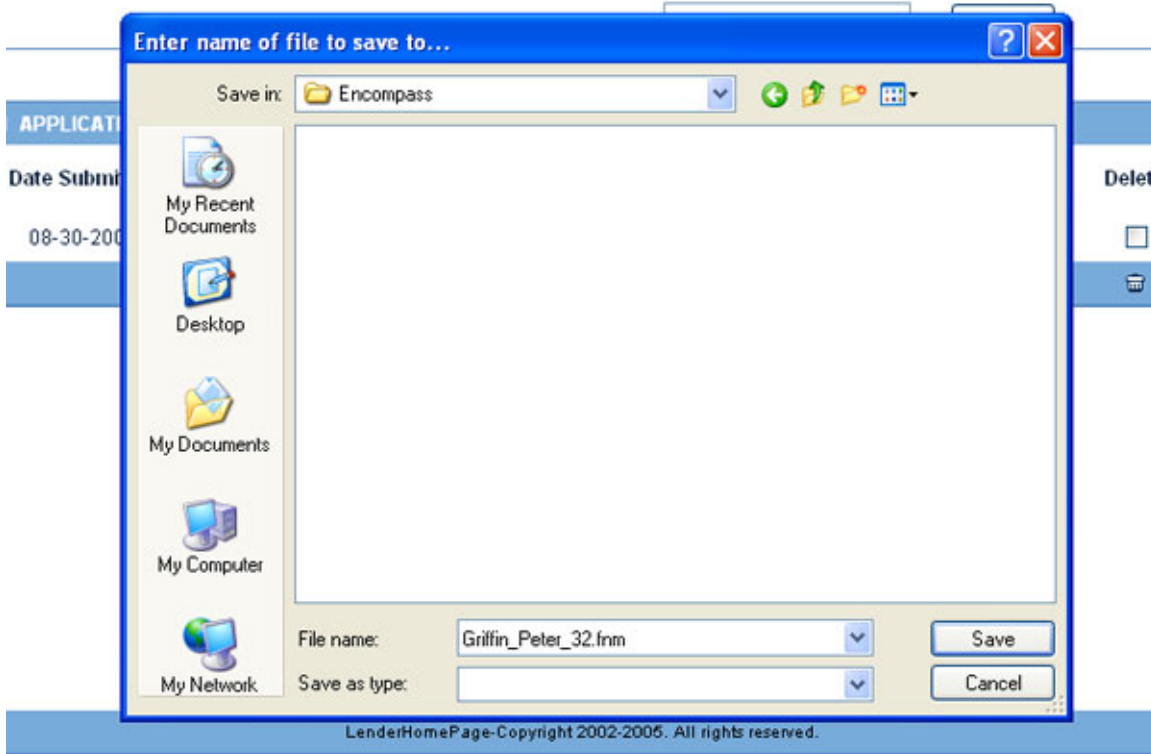 Enter name of file to save to...
Save in: Encompass
APPLICATI
Date Submit
Delet
08-30-200
My Recent
Documents
Desktop
My Documents
My Computer
My Network
File name: Griffin_Peter_32.fnm Save
Save as type: Cancel
LenderHomePage-Copyright 2002-2005. All rights reserved.